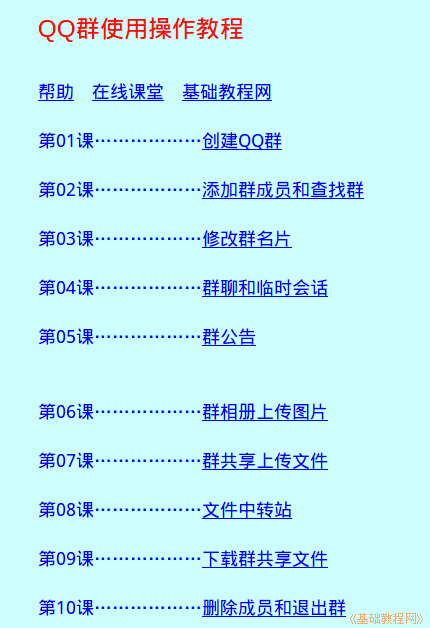 QQ群使用操作教程
帮助 在线课堂 基础教程网
第01课………………创建QQ群
第02课………………添加群成员和查找群
第03课………………修改群名片
第04课………………群聊和临时会话
第05课………………群公告
第06课………………群相册上传图片
第07课………………群共享上传文件
第08课………………文件中转站
第09课………………下载群共享文件
第10课………………删除成员和退出群
《基础教程网》